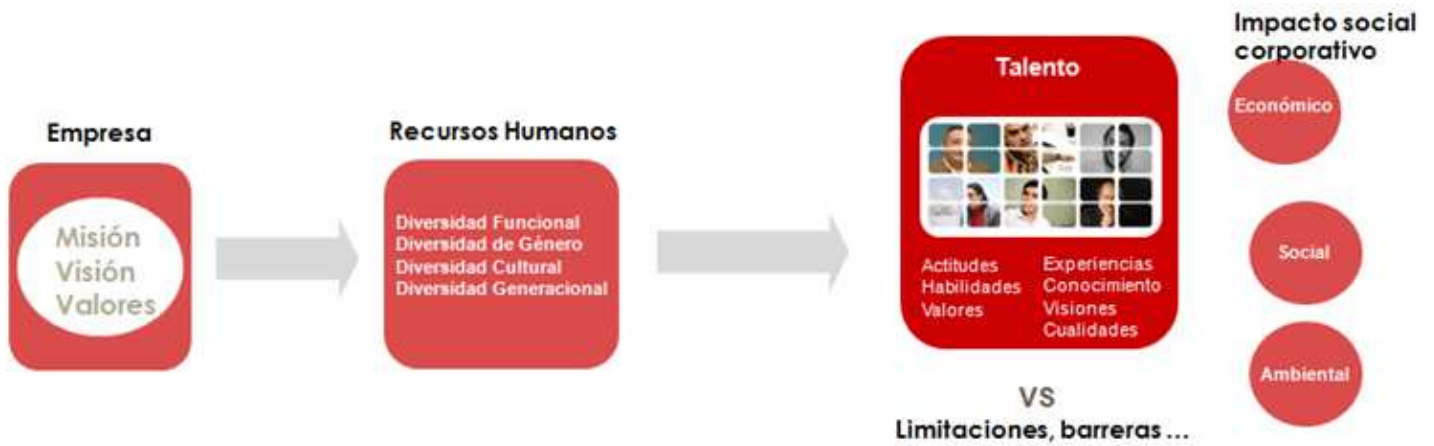 Empresa
Misión
Visión
Valores
Recursos Humanos
Diversidad Funcional
Diversidad de Género
Diversidad Cultural
Diversidad Generacional
Talento
Actitudes
Habilidades
Valores
Experiencias
Conocimiento
Visiones
Cualidades
VS
Limitaciones, barreras ...
Impacto social
corporativo
Económico
Social
Ambiental